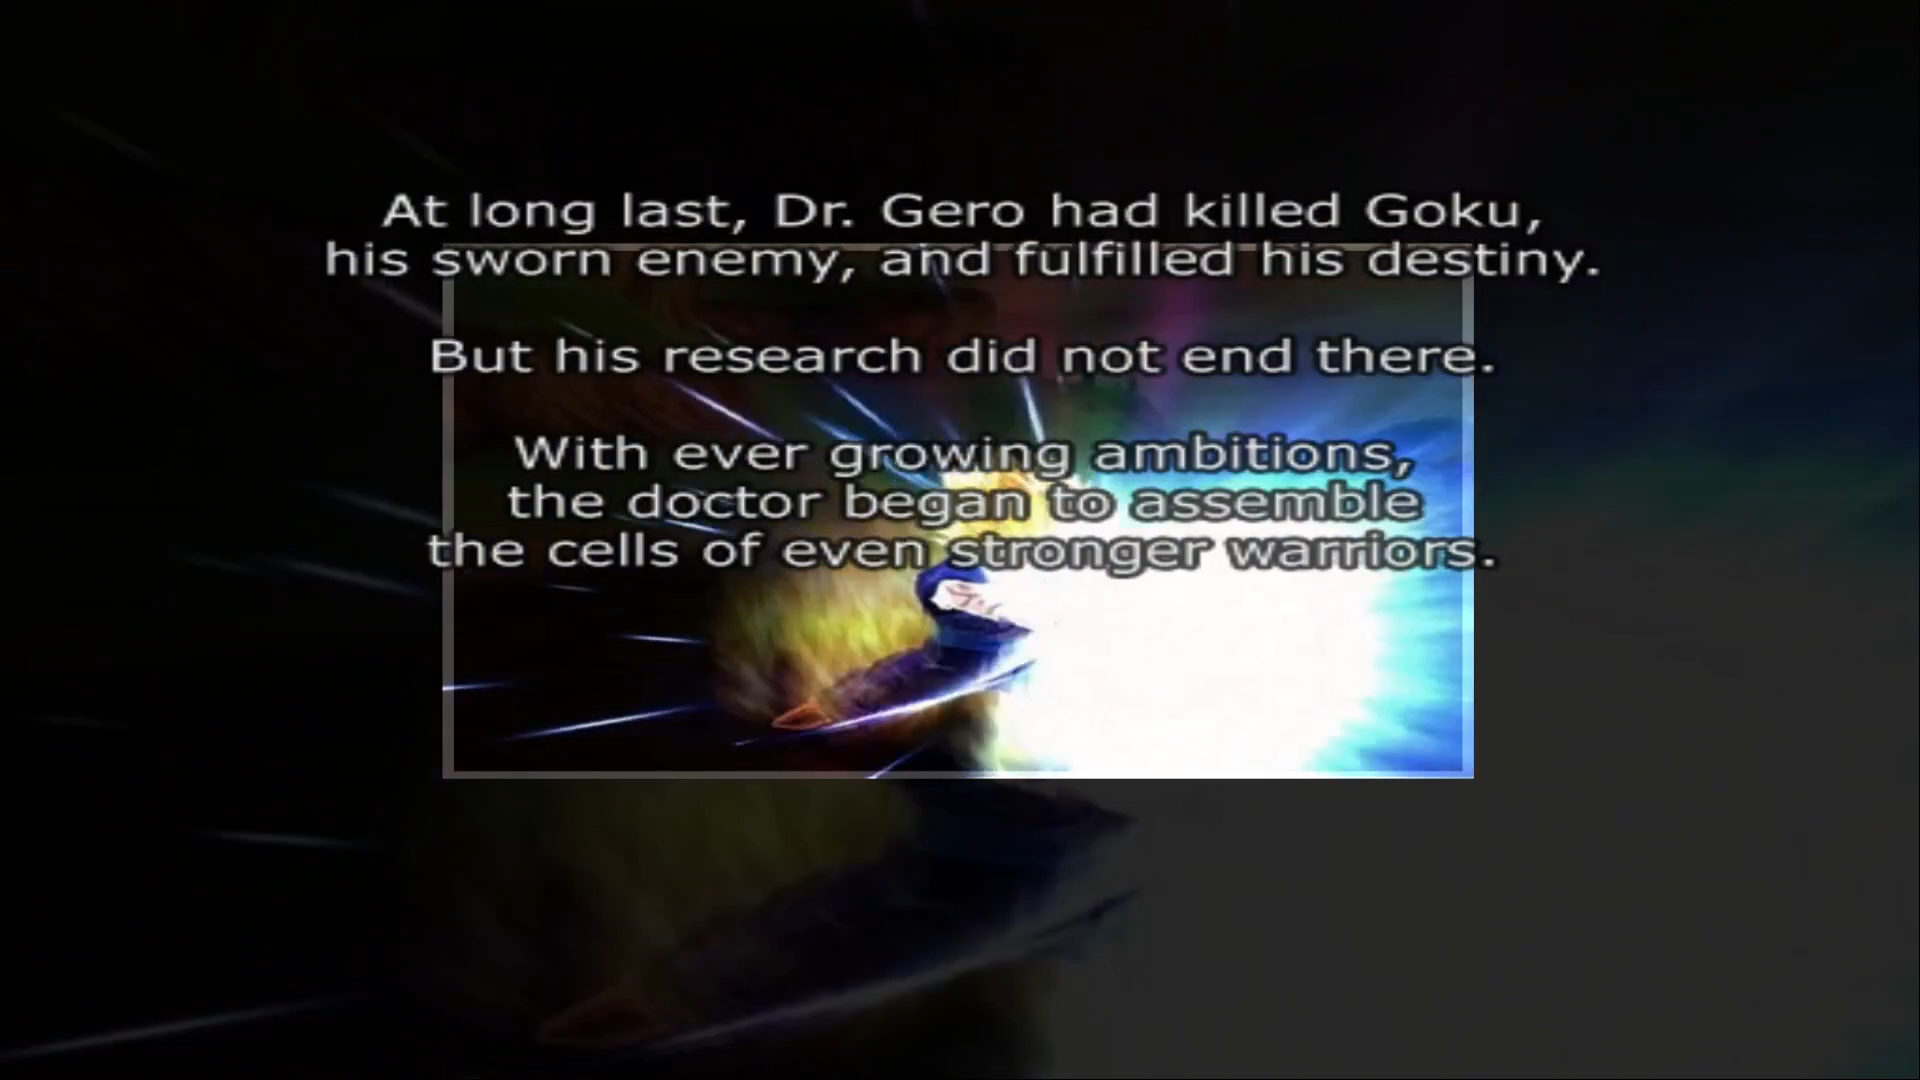 At long last, Dr. Gero had killed Goku,
his sworn enemy, and fulfilled his destiny.
But his research did not end there.
With ever growing ambitions,
the doctor began to assemble
the cells of even stronger warriors.